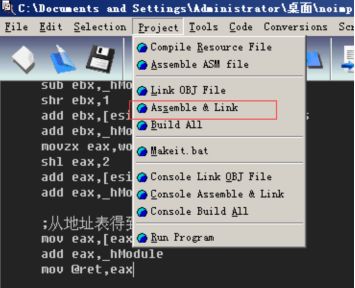 C:\Documents and Settings\Administrator\桌面\noimp
File Edit Selection Project Tools Code Conversions Scr
Compile Resource File
Assemble ASM file
Link OBJ File
Assemble & Link
Build All
Makeit.bat
Console Link OBJ File
Console Assemble & Link
Console Build All
Run Program
sub ebx,_hMo
shr ebx,1
add ebx,[esi s
add ebx,_hMo
movzx eax,wo
shl eax,2
add eax,[esi
add eax,_hMo
;从地址表得到
mov eax,[eax
add eax,_hModule
mov @ret,eax